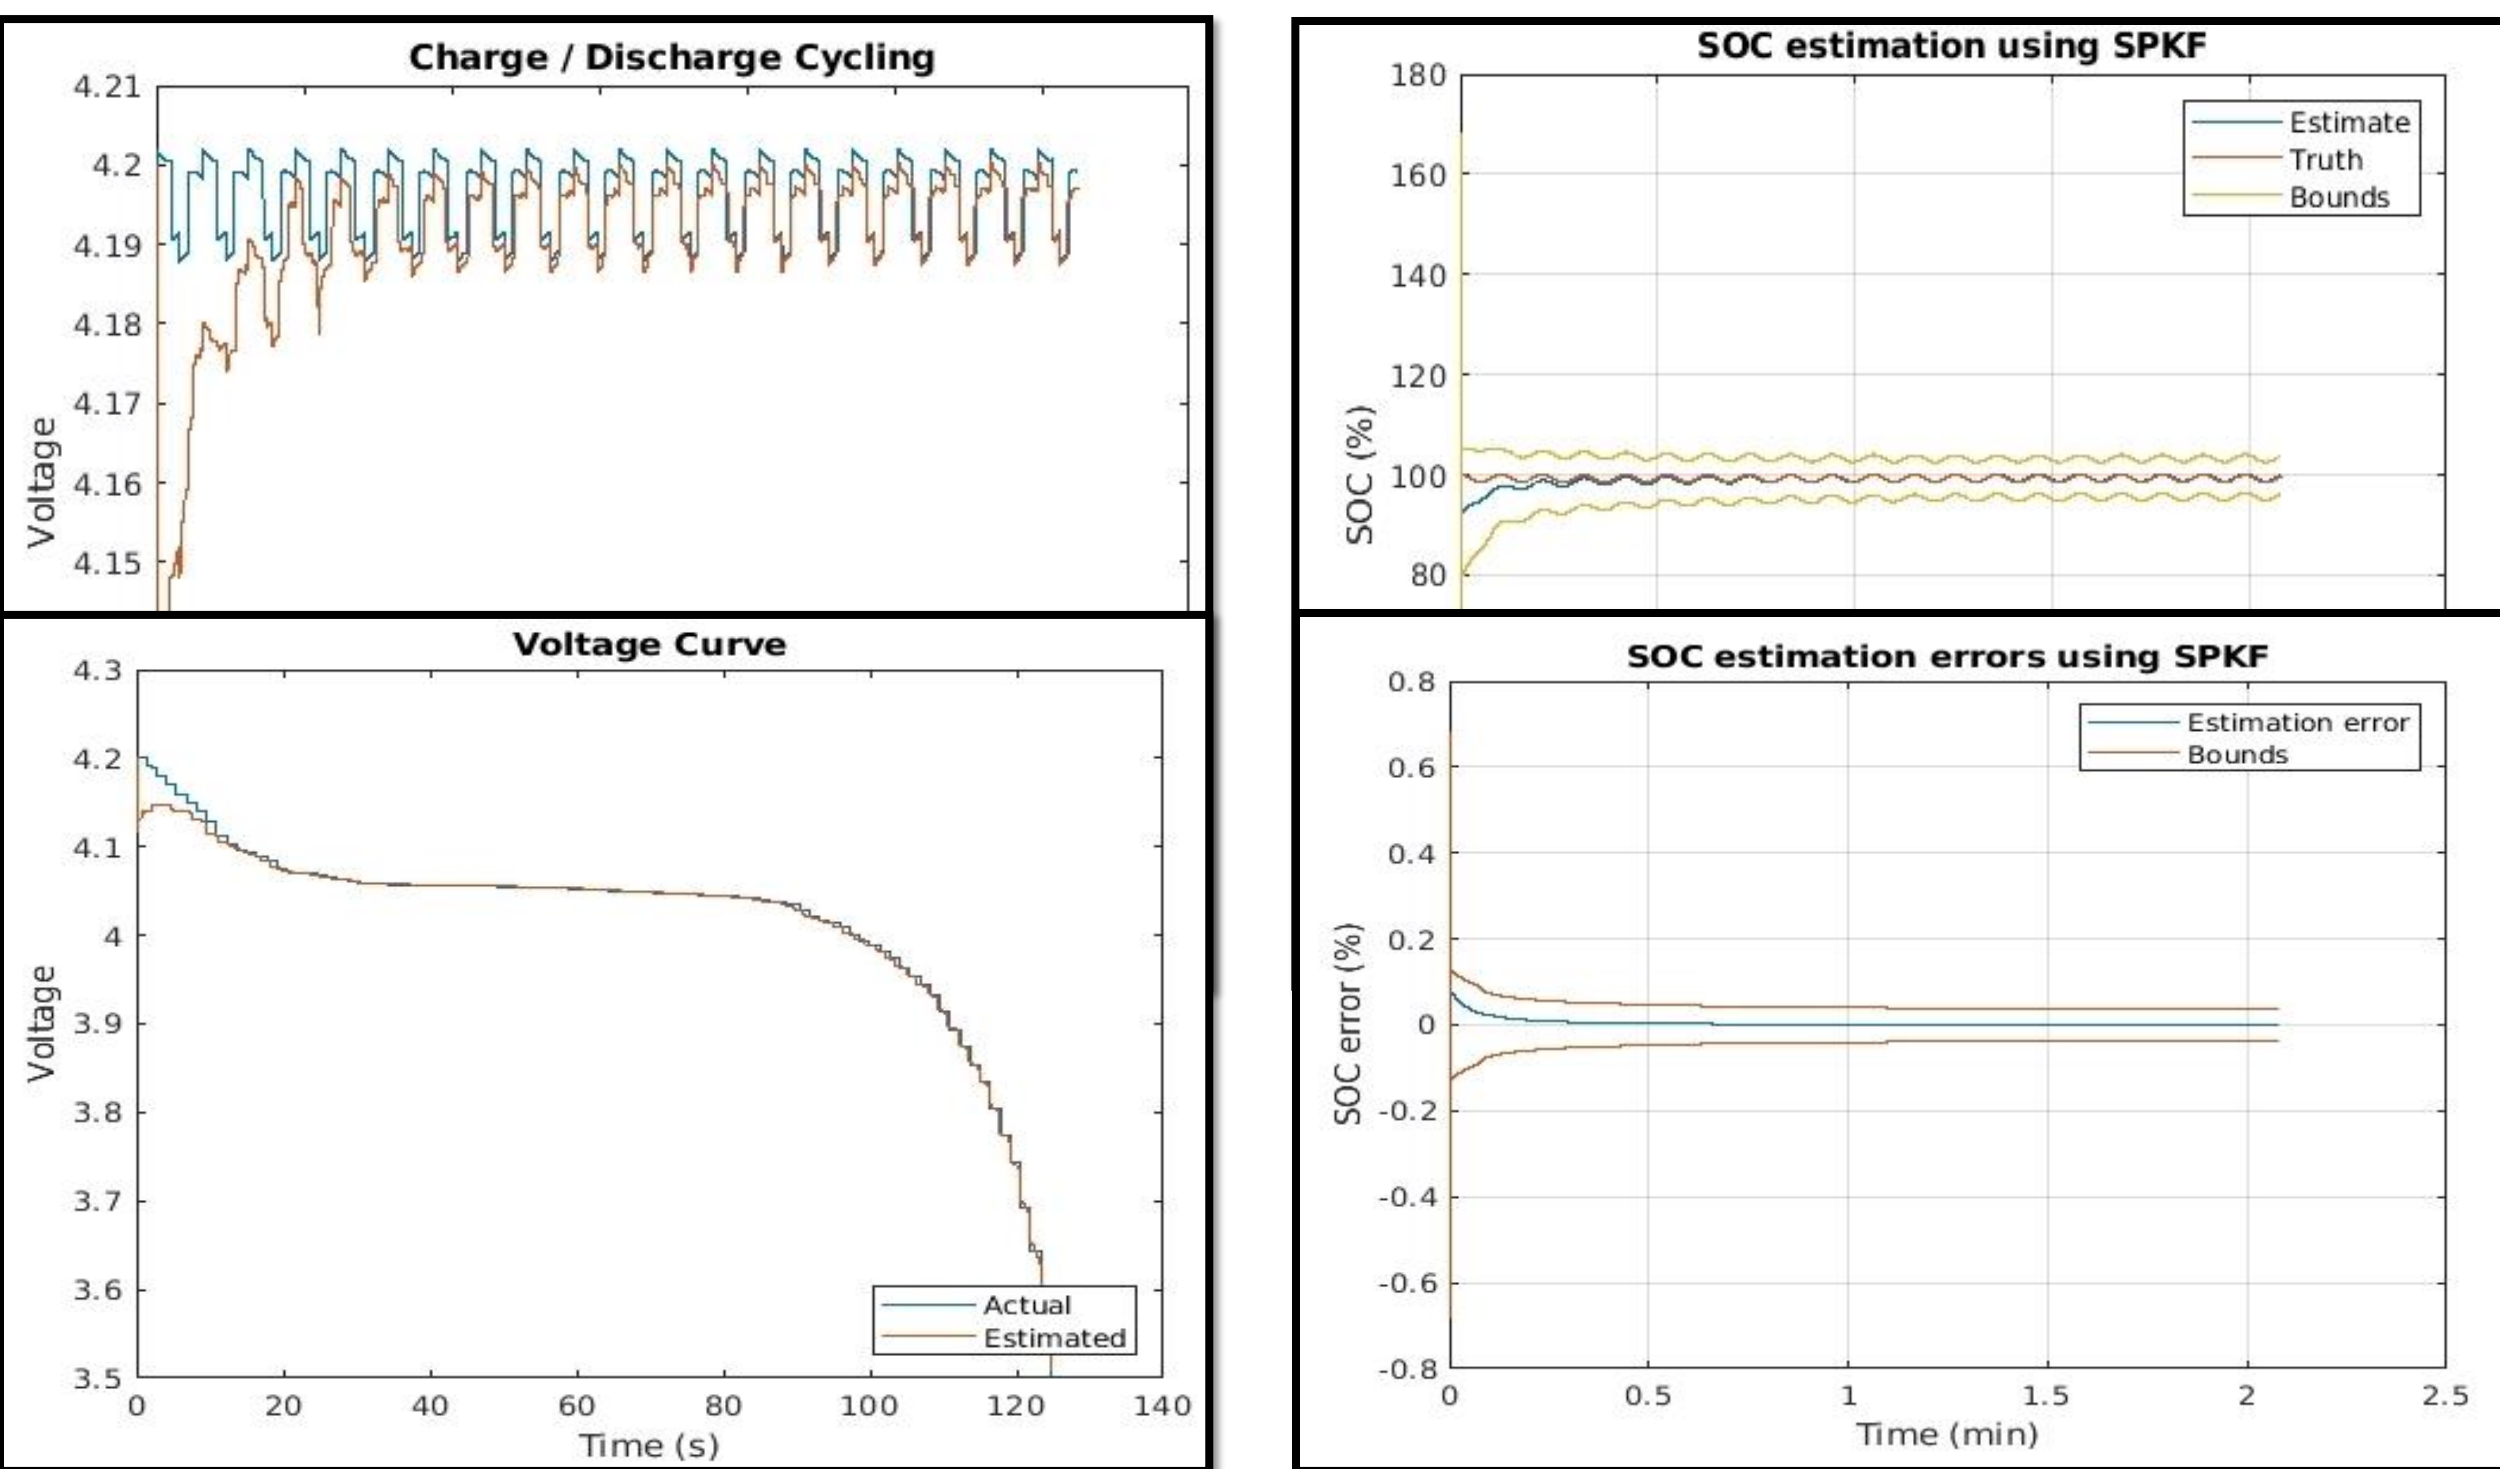 Charge / Discharge Cycling
4.21
4.2
4.19
4.18
4.17
4.16
4.15
Voltage
SOC estimation using SPKF
180
160
140
120
100
80
SOC (%)
Estimate
Truth
Bounds
Voltage Curve
4.3
4.2
4.1
4
3.9
3.8
3.7
3.6
3.5
Voltage
Actual
Estimated
0 20 40 60 80 100 120 140
Time (s)
SOC estimation errors using SPKF
0.8
0.6
0.4
0.2
0
-0.2
-0.4
-0.6
-0.8
SOC error (%)
Estimation error
Bounds
0 0.5 1 1.5 2 2.5
Time (min)